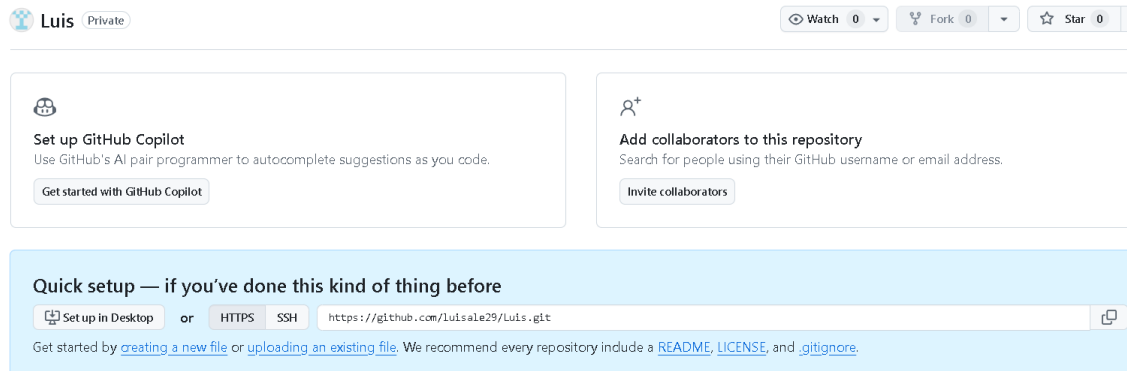 Luis Private Watch 0 Fork 0 Star 0
Set up GitHub Copilot
Use GitHub's AI pair programmer to autocomplete suggestions as you code.
Get started with GitHub Copilot
Add collaborators to this repository
Search for people using their GitHub username or email address.
Invite collaborators
Quick setup — if you've done this kind of thing before
Set up in Desktop or HTTPS SSH https://github.com/luisale29/Luis.git
Get started by creating a new file or uploading an existing file. We recommend every repository include a README, LICENSE, and .gitignore.